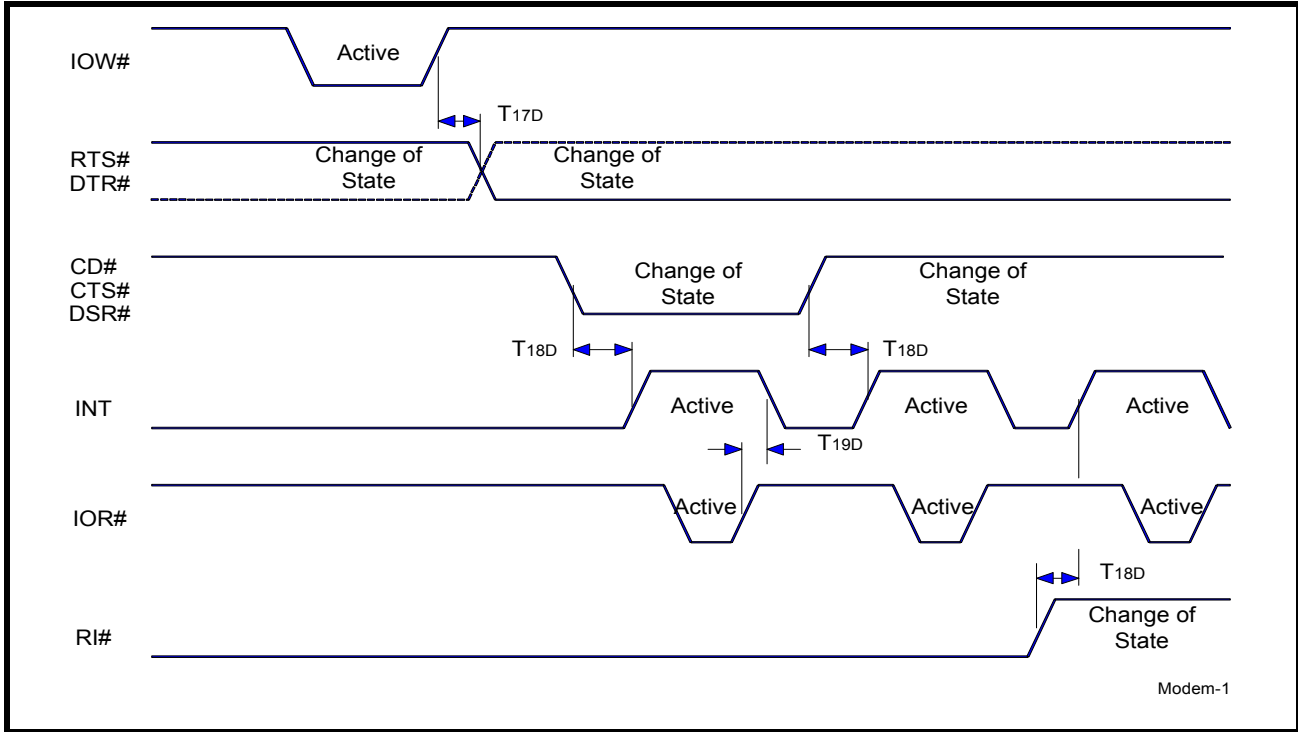 IOW#
Active
T17D
RTS#
DTR#
Change of
State
Change of
State
CD#
CTS#
DSR#
Change of
State
Change of
State
T18D
T18D
INT
Active
Active
Active
T19D
IOR#
Active
Active
Active
T18D
RI#
Change of
State
Modem-1